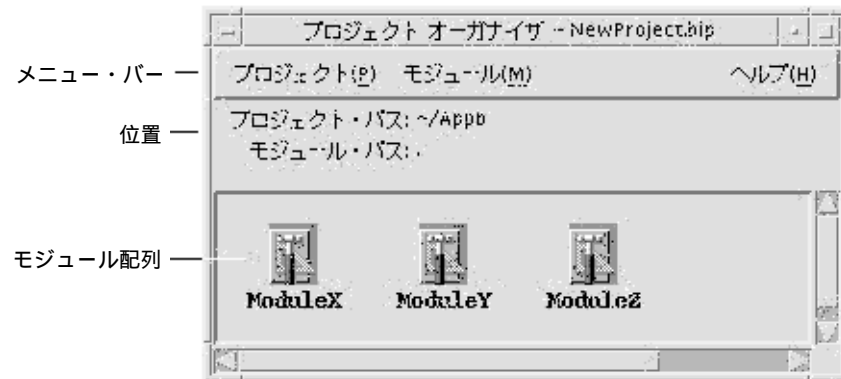 プロジェクト オーガナイザ - NewProject.bip
メニュー・バー
プロジェクト(P) モジュール(M) ヘルプ(H)
位置
プロジェクト・パス: ~/Appb
モジュール・パス: .
モジュール配列
ModuleX ModuleY ModuleZ